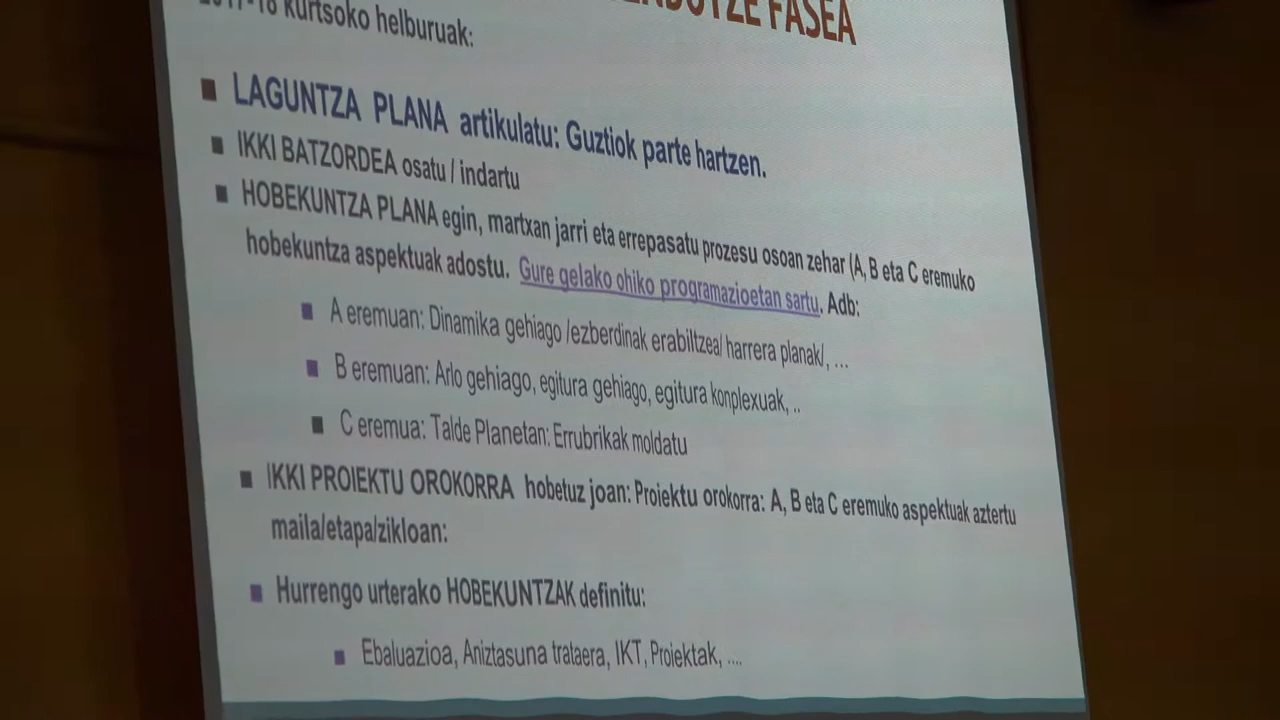 FASEA
kurtsoko helburuak:
LAGUNTZA PLANA artikulatu: Guztiok parte hartzen.
IKKI BATZORDEA osatu / indartu
HOBEKUNTZA PLANA egin, martxan jarri eta errepasatu prozesu osoan zehar (A, B eta C eremuko
hobekuntza aspektuak adostu. Gure gelako ohiko programazioetan sartu. Adb:
A eremuan: Dinamika gehiago /ezberdinak erabiltzea/ harrera planak/, ...
B eremuan: Arlo gehiago, egitura gehiago, egitura konplexuak, ..
C eremua: Talde Planetan: Errubrikak moldatu
IKKI PROIEKTU OROKORRA hobetuz joan: Proiektu orokorra: A, B eta C eremuko aspektuak aztertu
maila/etapa/zikloan:
Hurrengo urterako HOBEKUNTZAK definitu:
Ebaluazioa, Aniztasuna trataera, IKT, Proiektak, ....